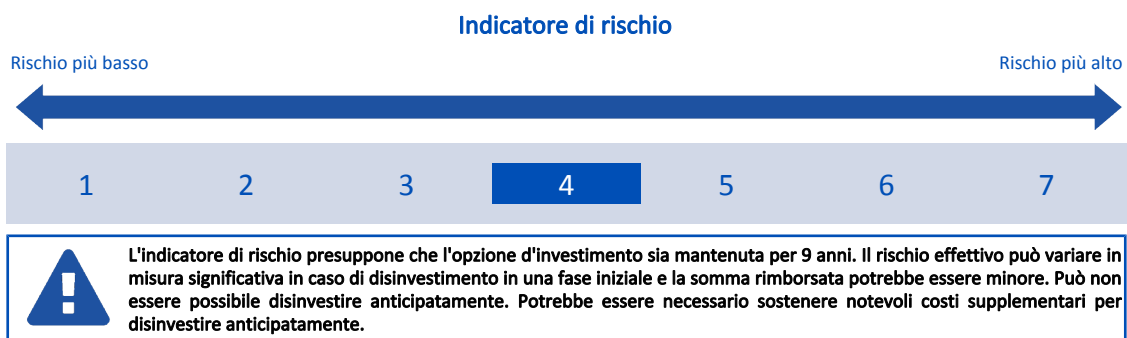 Indicatore di rischio
Rischio più basso
Rischio più alto
1 2 3 4 5 6 7
L'indicatore di rischio presuppone che l'opzione d'investimento sia mantenuta per 9 anni. Il rischio effettivo può variare in
misura significativa in caso di disinvestimento in una fase iniziale e la somma rimborsata potrebbe essere minore. Può non
essere possibile disinvestire anticipatamente. Potrebbe essere necessario sostenere notevoli costi supplementari per
disinvestire anticipatamente.